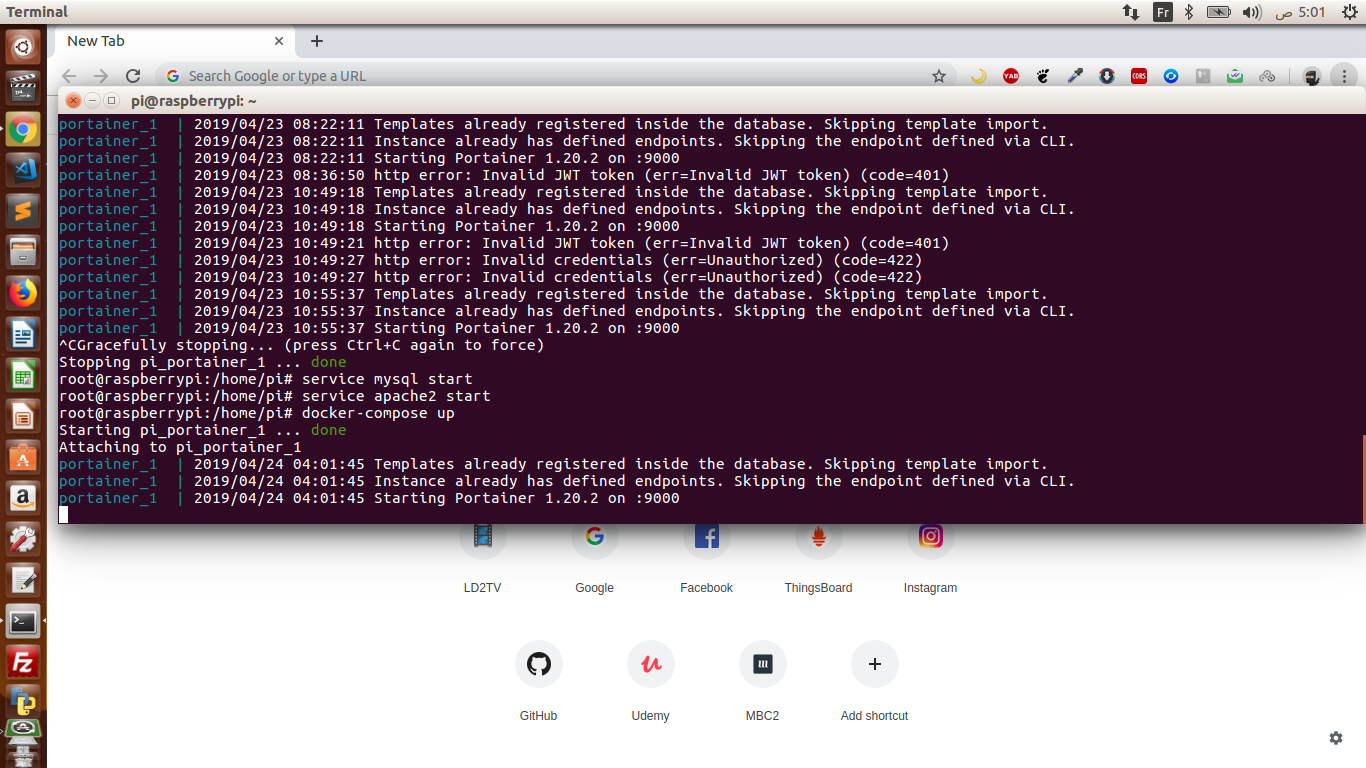 Terminal
Fr
5:01 ص
New Tab
Search Google or type a URL
YAB
CORS
pi@raspberrypi: ~
portainer_1 | 2019/04/23 08:22:11 Templates already registered inside the database. Skipping template import.
portainer_1 | 2019/04/23 08:22:11 Instance already has defined endpoints. Skipping the endpoint defined via CLI.
portainer_1 | 2019/04/23 08:22:11 Starting Portainer 1.20.2 on :9000
portainer_1 | 2019/04/23 08:36:50 http error: Invalid JWT token (err=Invalid JWT token) (code=401)
portainer_1 | 2019/04/23 10:49:18 Templates already registered inside the database. Skipping template import.
portainer_1 | 2019/04/23 10:49:18 Instance already has defined endpoints. Skipping the endpoint defined via CLI.
portainer_1 | 2019/04/23 10:49:18 Starting Portainer 1.20.2 on :9000
portainer_1 | 2019/04/23 10:49:21 http error: Invalid JWT token (err=Invalid JWT token) (code=401)
portainer_1 | 2019/04/23 10:49:27 http error: Invalid credentials (err=Unauthorized) (code=422)
portainer_1 | 2019/04/23 10:49:27 http error: Invalid credentials (err=Unauthorized) (code=422)
portainer_1 | 2019/04/23 10:55:37 Templates already registered inside the database. Skipping template import.
portainer_1 | 2019/04/23 10:55:37 Instance already has defined endpoints. Skipping the endpoint defined via CLI.
portainer_1 | 2019/04/23 10:55:37 Starting Portainer 1.20.2 on :9000
^CGracefully stopping... (press Ctrl+C again to force)
Stopping pi_portainer_1 ... done
root@raspberrypi:/home/pi# service mysql start
root@raspberrypi:/home/pi# service apache2 start
root@raspberrypi:/home/pi# docker-compose up
Starting pi_portainer_1 ... done
Attaching to pi_portainer_1
portainer_1 | 2019/04/24 04:01:45 Templates already registered inside the database. Skipping template import.
portainer_1 | 2019/04/24 04:01:45 Instance already has defined endpoints. Skipping the endpoint defined via CLI.
portainer_1 | 2019/04/24 04:01:45 Starting Portainer 1.20.2 on :9000
LD2TV
Google
Facebook
ThingsBoard
Instagram
GitHub
Udemy
MBC2
Add shortcut